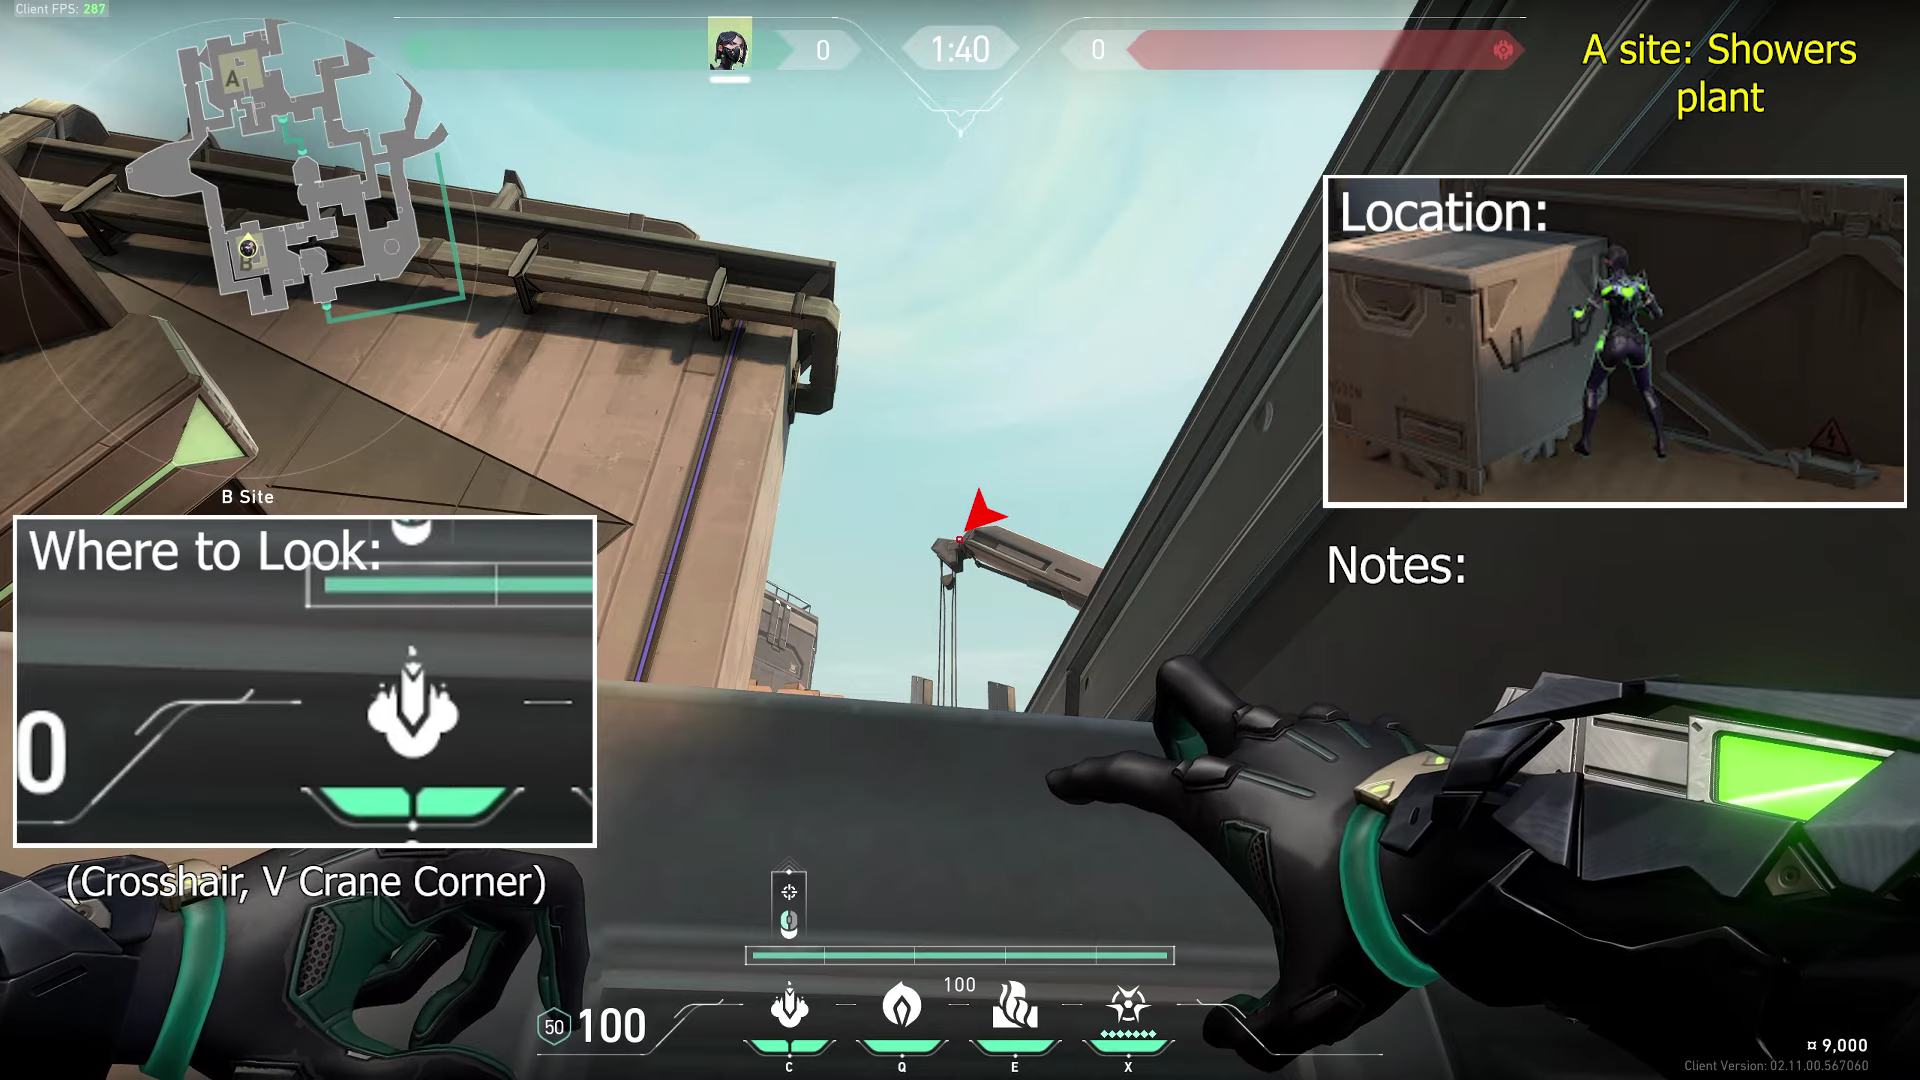 Client FPS: 287
0
1:40
0
A site: Showers
plant
A
B
B Site
Location:
Where to Look:
0
(Crosshair, V Crane Corner)
Notes:
100
50
100
C
Q
E
X
¤ 9,000
Client Version: 02.11.00.567060